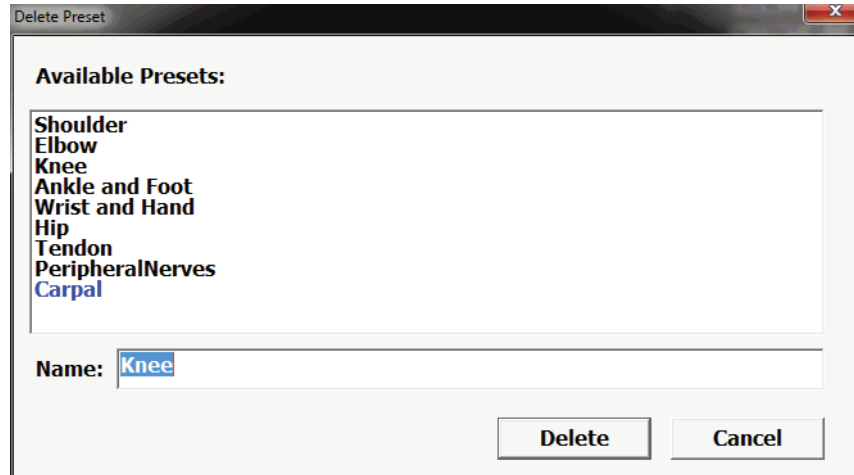 Delete Preset
X
Available Presets:
Shoulder
Elbow
Knee
Ankle and Foot
Wrist and Hand
Hip
Tendon
PeripheralNerves
Carpal
Name: Knee
Delete Cancel